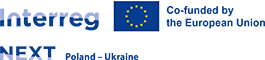 Interreg
Co-funded by
the European Union
NEXT Poland – Ukraine